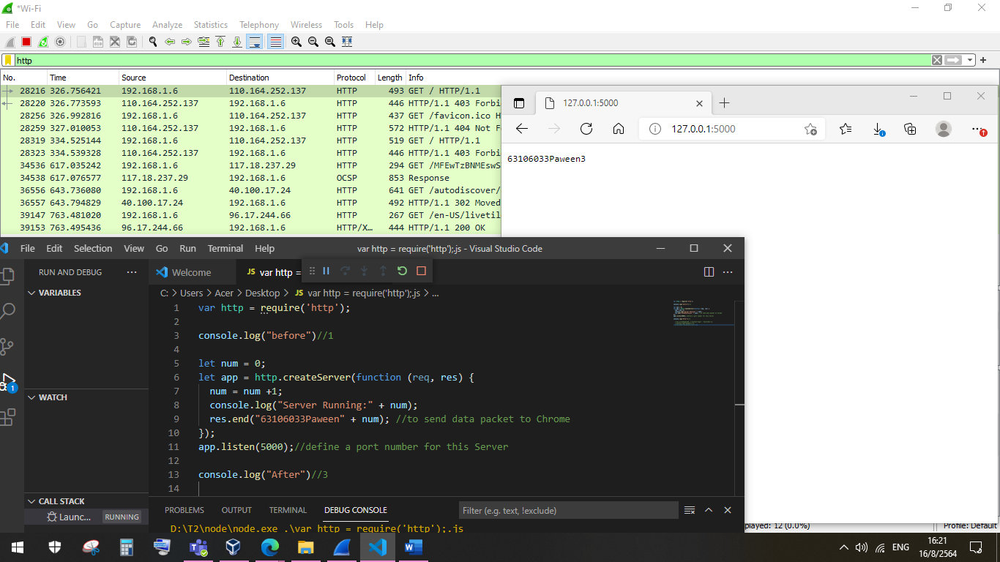 *Wi-Fi
File Edit View Go Capture Analyze Statistics Telephony Wireless Tools Help
http
No. Time Source Destination Protocol Length Info
28216 326.756421 192.168.1.6 110.164.252.137 HTTP 493 GET / HTTP/1.1
28220 326.773593 110.164.252.137 192.168.1.6 HTTP 446 HTTP/1.1 403 Forbi
28256 326.992816 192.168.1.6 110.164.252.137 HTTP 437 GET /favicon.ico H
28259 327.010053 110.164.252.137 192.168.1.6 HTTP 572 HTTP/1.1 404 Not F
28319 334.525144 192.168.1.6 110.164.252.137 HTTP 519 GET / HTTP/1.1
28323 334.539328 110.164.252.137 192.168.1.6 HTTP 446 HTTP/1.1 403 Forbi
34536 617.035242 192.168.1.6 117.18.237.29 HTTP 294 GET /MFEwTzBNMEswS
34538 617.076577 117.18.237.29 192.168.1.6 OCSP 853 Response
36556 643.736080 192.168.1.6 40.100.17.24 HTTP 641 GET /autodiscover/
36557 643.794829 40.100.17.24 192.168.1.6 HTTP 492 HTTP/1.1 302 Moved
39147 763.481020 192.168.1.6 96.17.244.66 HTTP 267 GET /en-US/livetil
39153 763.495436 96.17.244.66 192.168.1.6 HTTP/X… 444 HTTP/1.1 200 OK
127.0.0.1:5000
127.0.0.1:5000
63106033Paween3
File Edit Selection View Go Run Terminal Help var http = require('http');.js - Visual Studio Code
RUN AND DEBUG ...
Welcome
JS var http =
C: > Users > Acer > Desktop > JS var http = require('http');.js > ...
VARIABLES
WATCH
CALL STACK
Launc... RUNNING
1
1 var http = require('http');
2
3 console.log("before")//1
4
5 let num = 0;
6 let app = http.createServer(function (req, res) {
7 num = num +1;
8 console.log("Server Running:" + num);
9 res.end("63106033Paween" + num); //to send data packet to Chrome
10 });
11 app.listen(5000);//define a port number for this Server
12
13 console.log("After")//3
14
PROBLEMS OUTPUT TERMINAL DEBUG CONSOLE Filter (e.g. text, !exclude)
D:\T2\node\node.exe .\var http = require('http');.js
played: 12 (0.0%) Profile: Default
ENG
16:21
16/8/2564